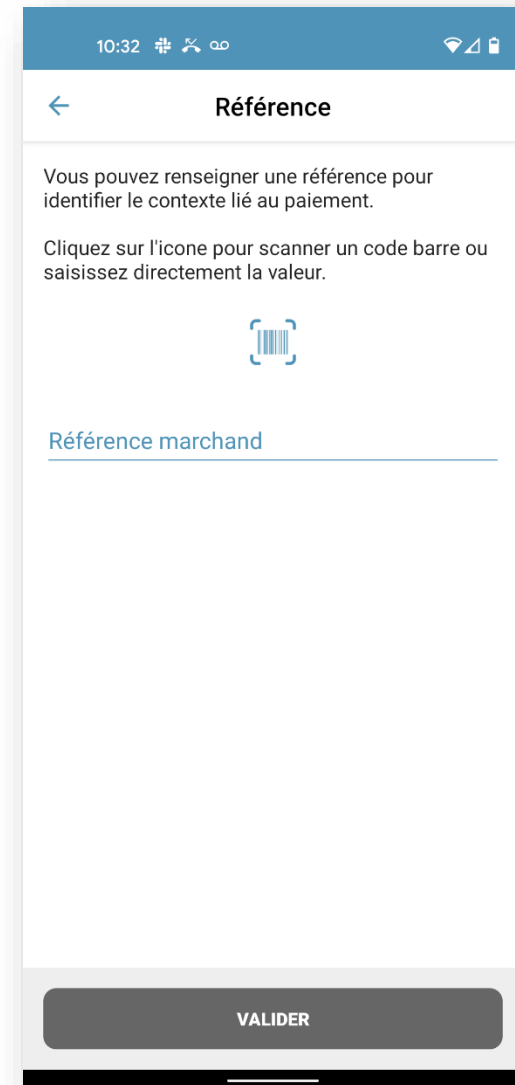 10:32
Référence
Vous pouvez renseigner une référence pour
identifier le contexte lié au paiement.
Cliquez sur l'icone pour scanner un code barre ou
saisissez directement la valeur.
Référence marchand
VALIDER